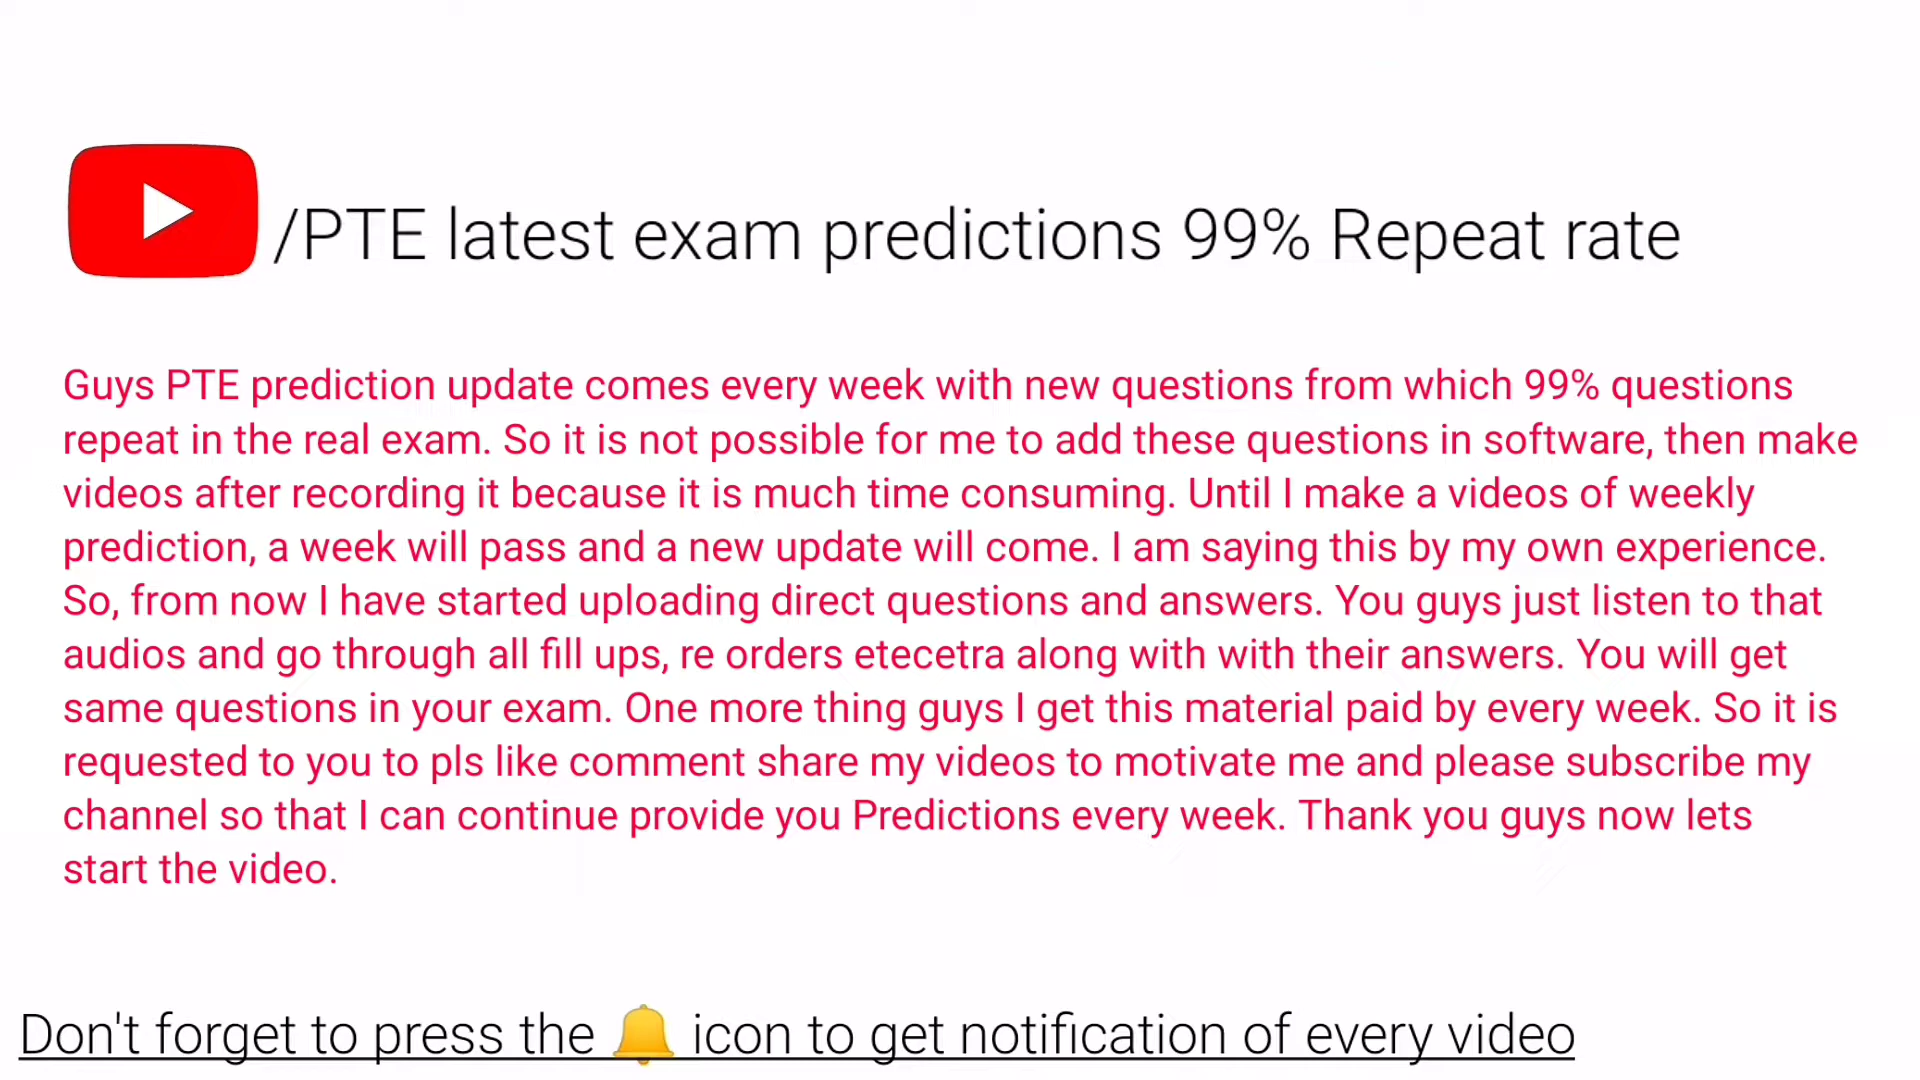 /PTE latest exam predictions 99% Repeat rate
Guys PTE prediction update comes every week with new questions from which 99% questions
repeat in the real exam. So it is not possible for me to add these questions in software, then make
videos after recording it because it is much time consuming. Until I make a videos of weekly
prediction, a week will pass and a new update will come. I am saying this by my own experience.
So, from now I have started uploading direct questions and answers. You guys just listen to that
audios and go through all fill ups, re orders etecetra along with with their answers. You will get
same questions in your exam. One more thing guys I get this material paid by every week. So it is
requested to you to pls like comment share my videos to motivate me and please subscribe my
channel so that I can continue provide you Predictions every week. Thank you guys now lets
start the video.
Don't forget to press the 🔔 icon to get notification of every video